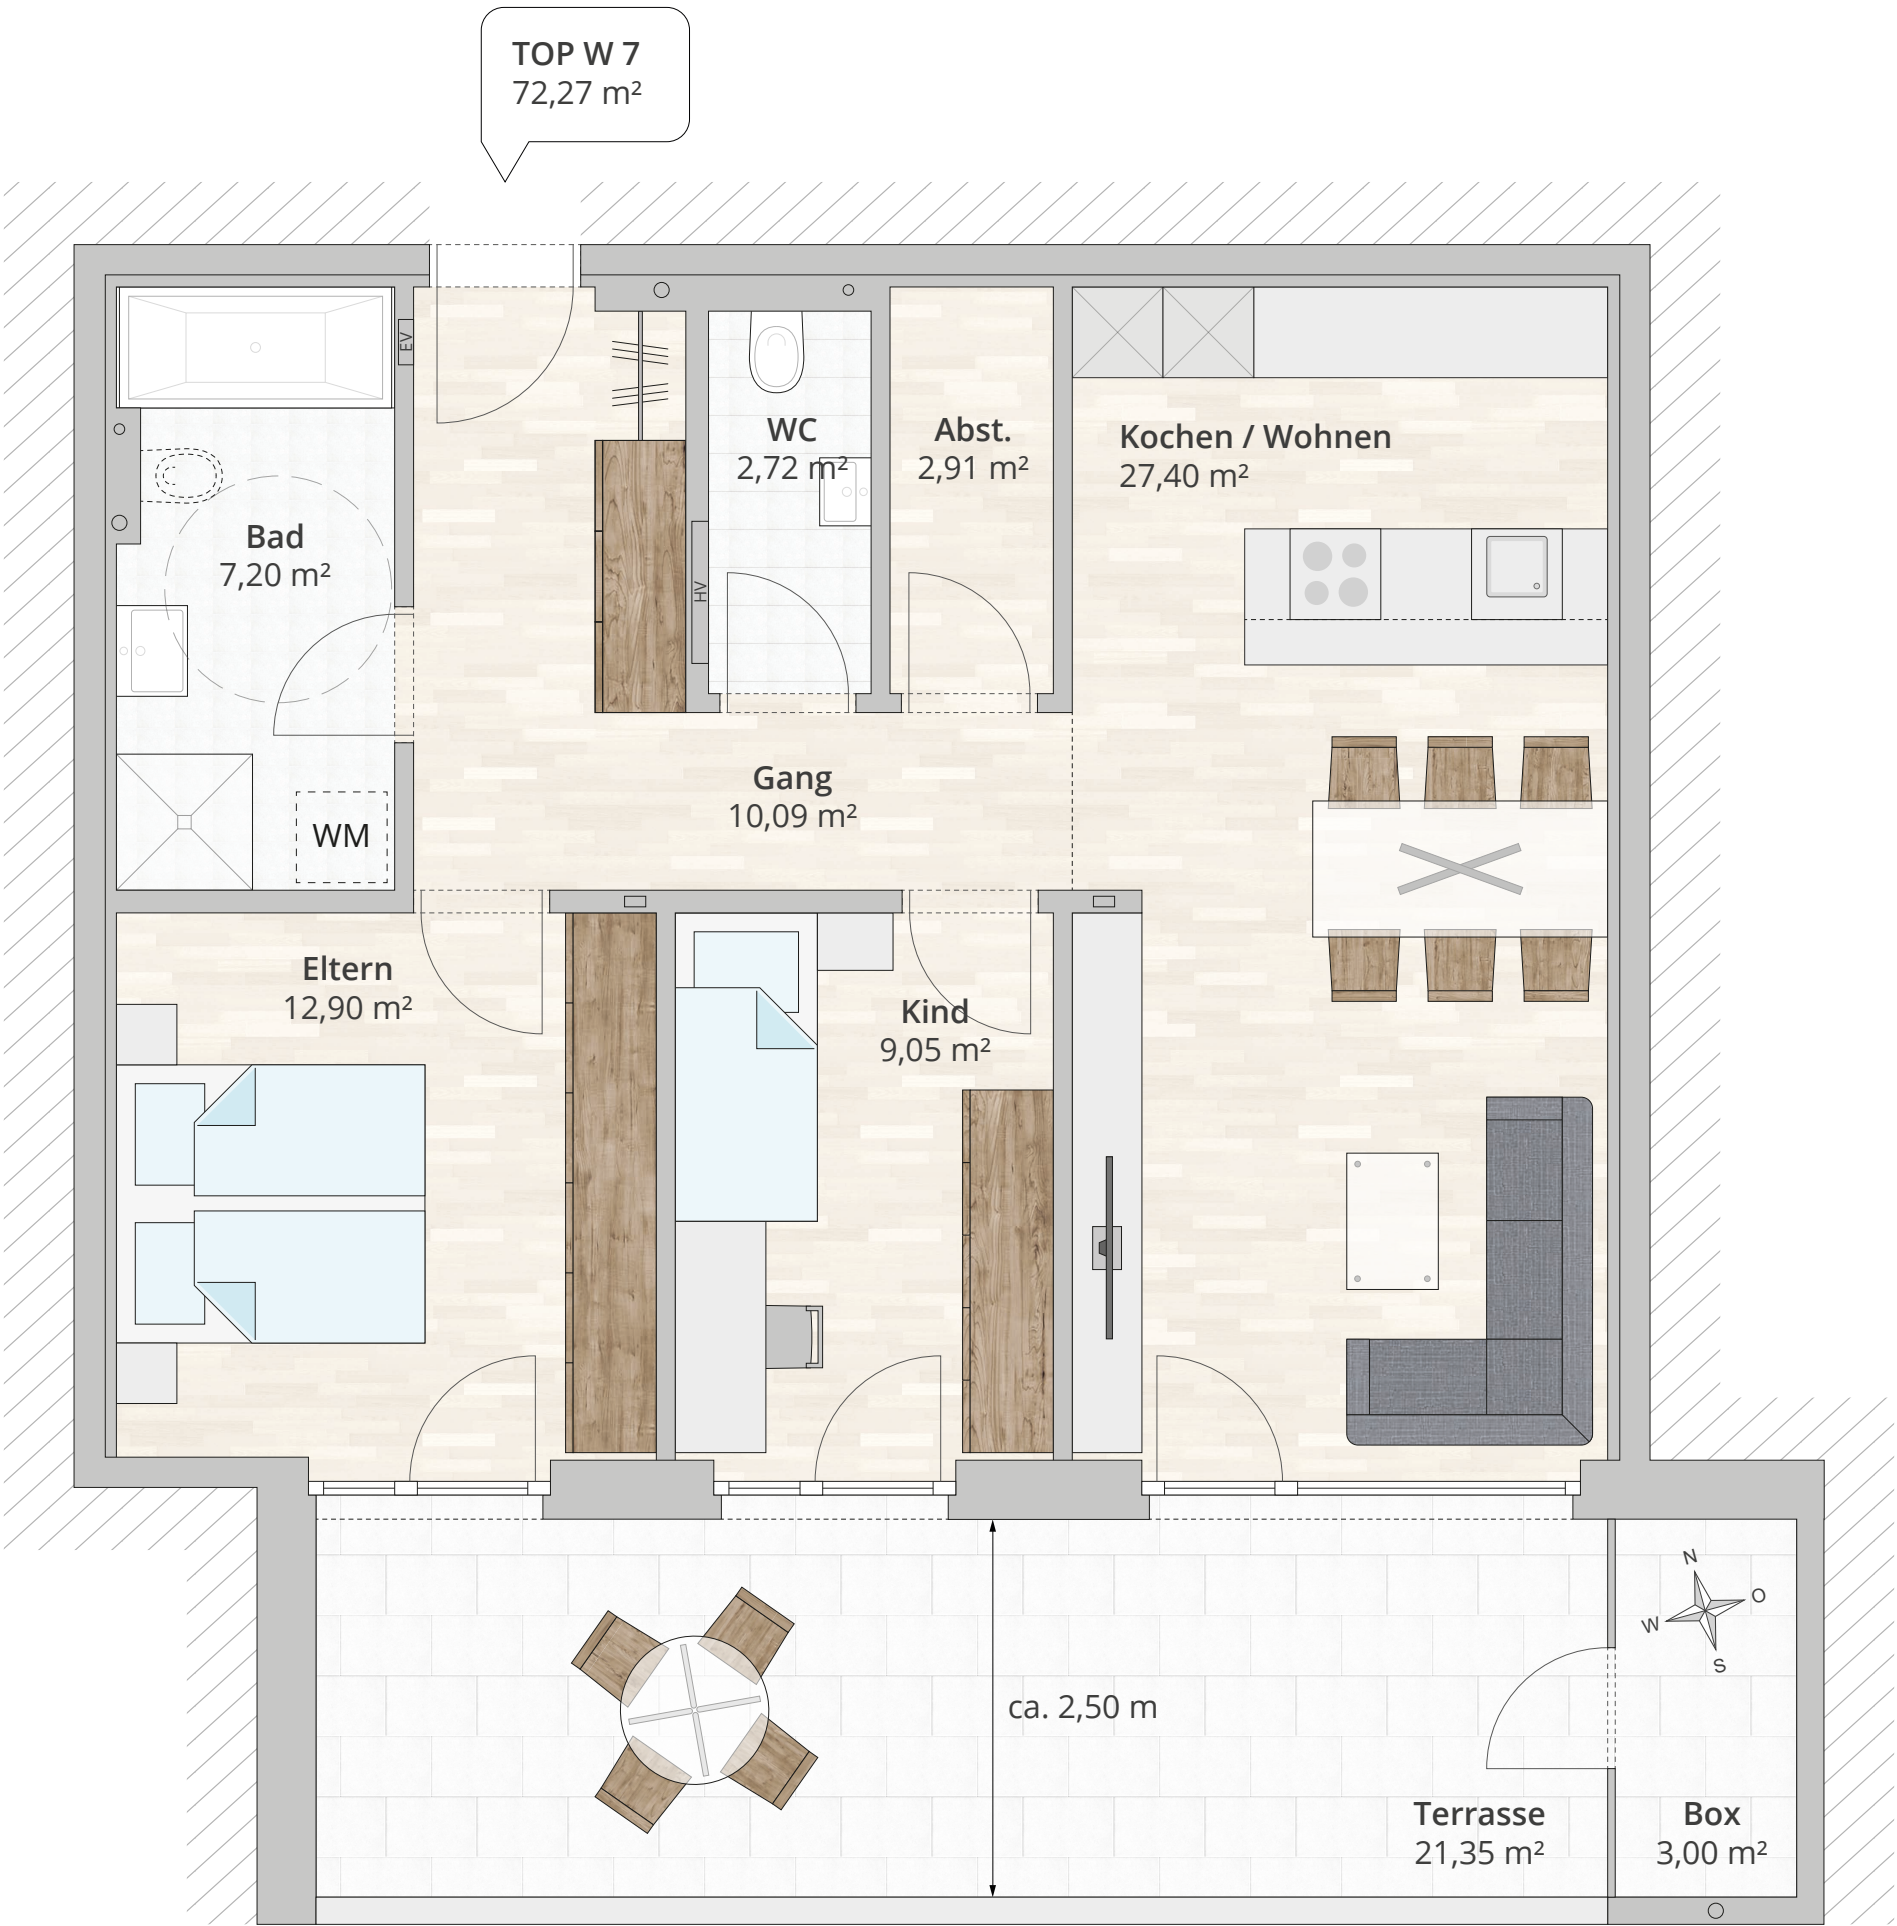 TOP W 7
72,27 m²
EV
WC
2,72 m²
Abst.
2,91 m²
Kochen / Wohnen
27,40 m²
Bad
7,20 m²
HV
Gang
10,09 m²
WM
Eltern
12,90 m²
Kind
9,05 m²
N
O
W
S
ca. 2,50 m
Terrasse
21,35 m²
Box
3,00 m²